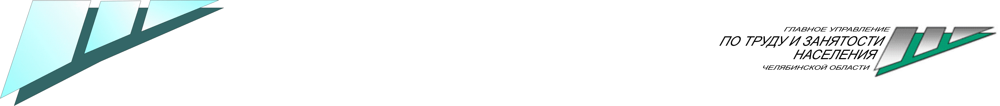 ГЛАВНОЕ УПРАВЛЕНИЕ
ПО ТРУДУ И ЗАНЯТОСТИ
НАСЕЛЕНИЯ
ЧЕЛЯБИНСКОЙ ОБЛАСТИ